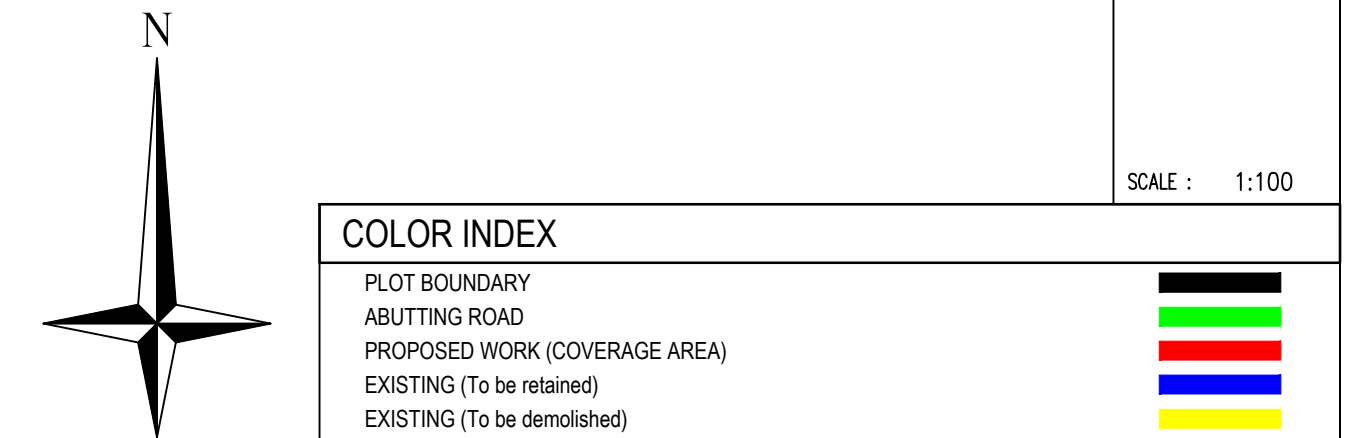 N
SCALE : 1:100
COLOR INDEX
PLOT BOUNDARY
ABUTTING ROAD
PROPOSED WORK (COVERAGE AREA)
EXISTING (To be retained)
EXISTING (To be demolished)